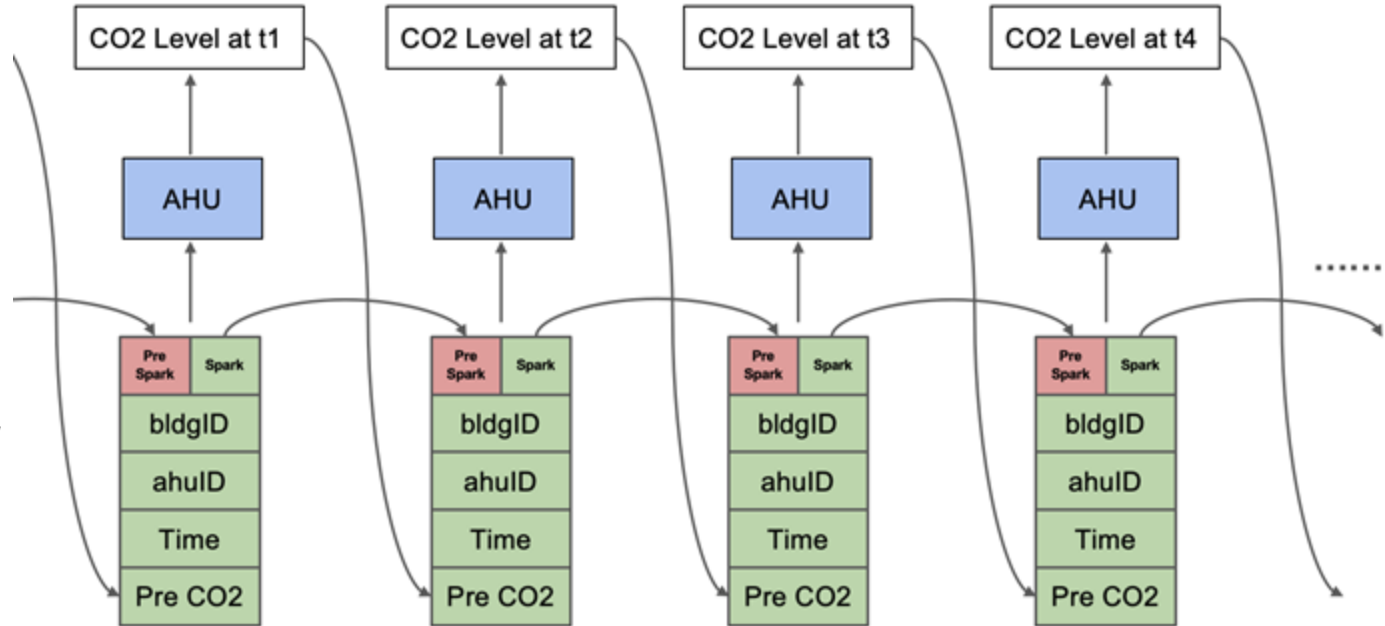 CO2 Level at t1
CO2 Level at t2
CO2 Level at t3
CO2 Level at t4
AHU
AHU
AHU
AHU
.......
Pre
Spark
Spark
bldgID
ahuID
Time
Pre CO2
Pre
Spark
Spark
bldgID
ahuID
Time
Pre CO2
Pre
Spark
Spark
bldgID
ahuID
Time
Pre CO2
Pre
Spark
Spark
bldgID
ahuID
Time
Pre CO2